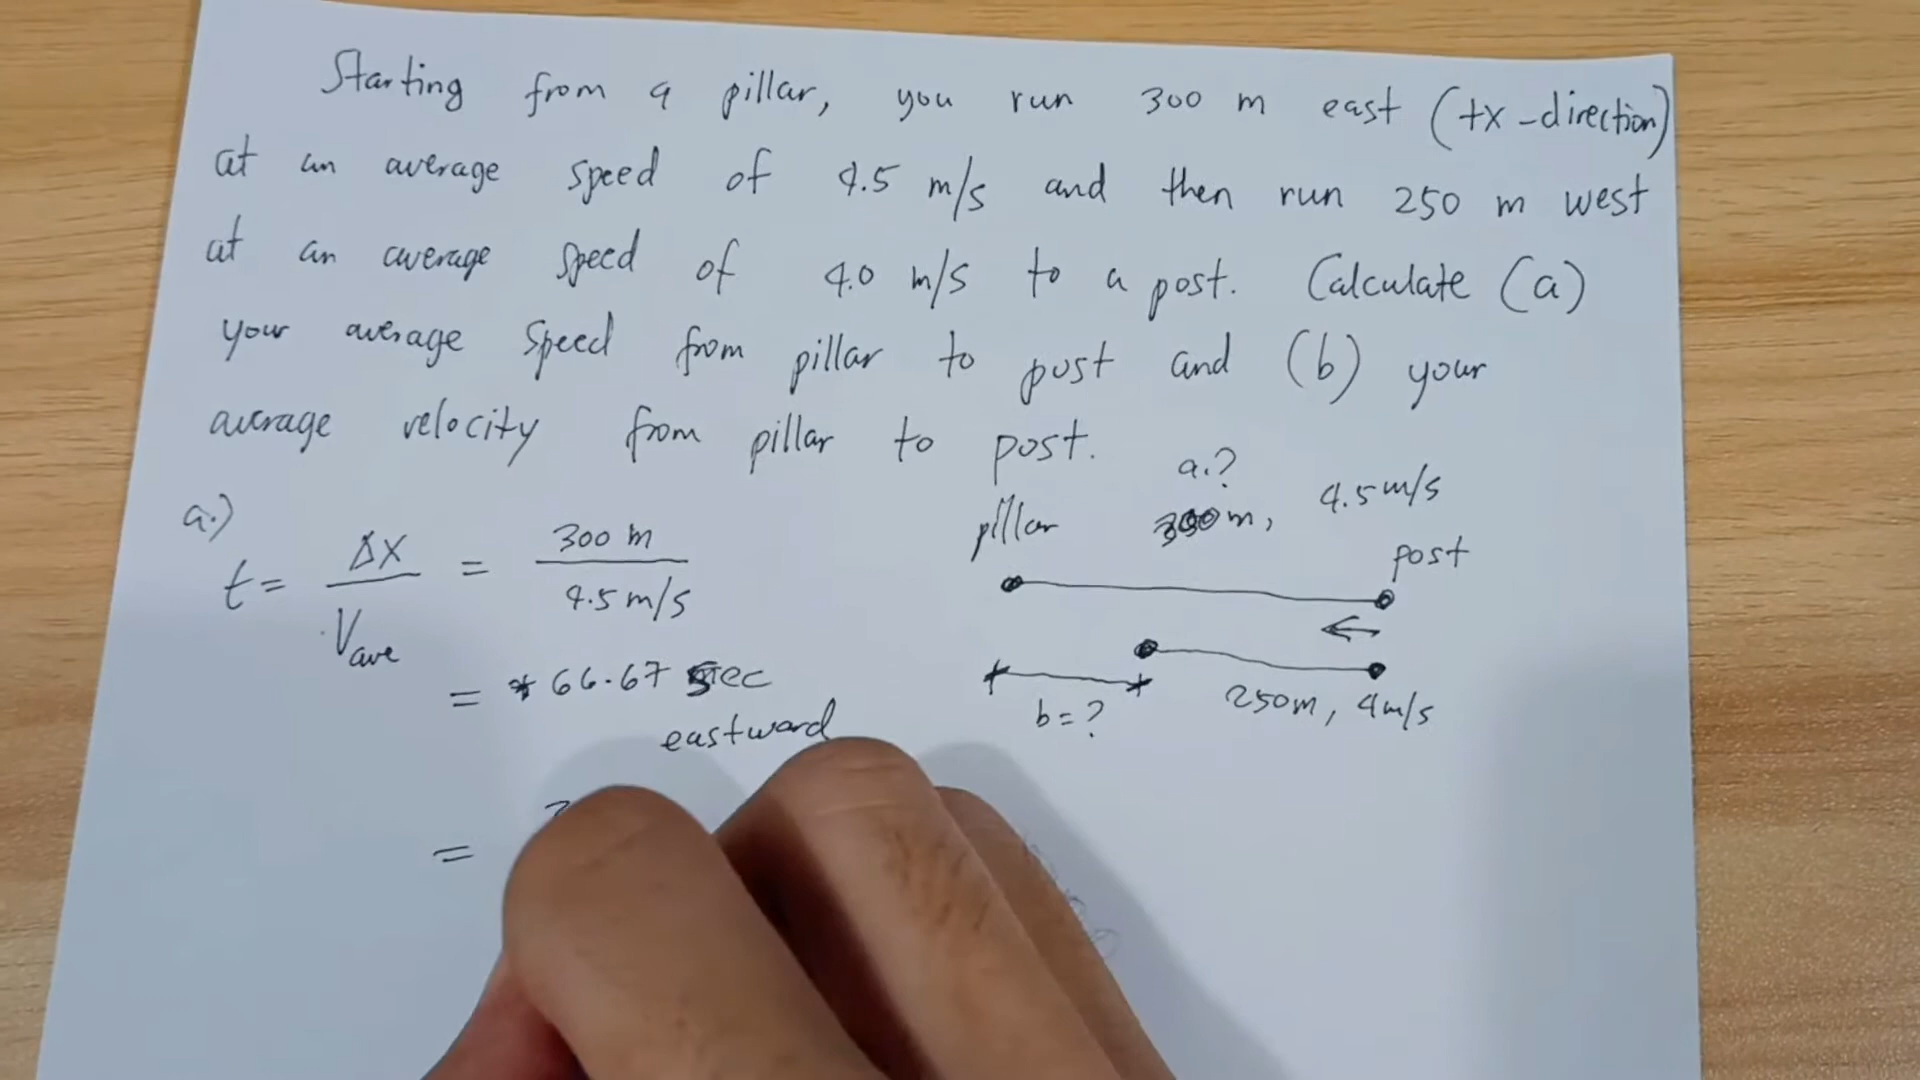 Starting from a pillar, you run 300 m east (+x-direction)
at an average speed of 4.5 m/s and then run 250 m west
at an average speed of 4.0 m/s to a post. Calculate (a)
your average speed from pillar to post and (b) your
average velocity from pillar to post.
a.?
pillar 300m, 4.5m/s
post
250m, 4m/s
b=?
a.)
t= Δx/Vave = 300 m/4.5 m/s
= 66.67 sec
eastward
=